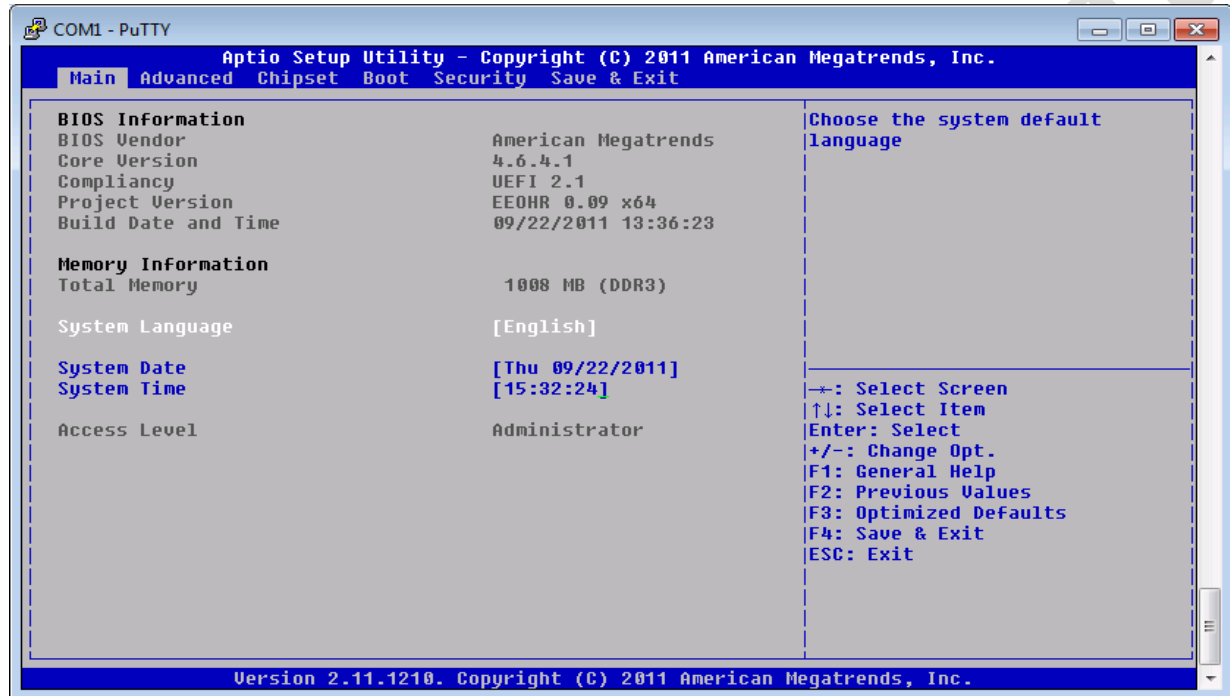 COM1 - PuTTY
Aptio Setup Utility - Copyright (C) 2011 American Megatrends, Inc.
Main Advanced Chipset Boot Security Save & Exit
BIOS Information
BIOS Vendor American Megatrends
Core Version 4.6.4.1
Compliancy UEFI 2.1
Project Version EEOHR 0.09 x64
Build Date and Time 09/22/2011 13:36:23
Memory Information
Total Memory 1008 MB (DDR3)
System Language [English]
System Date [Thu 09/22/2011]
System Time [15:32:24]
Access Level Administrator
Choose the system default
language
→←: Select Screen
↑↓: Select Item
Enter: Select
+/-: Change Opt.
F1: General Help
F2: Previous Values
F3: Optimized Defaults
F4: Save & Exit
ESC: Exit
Version 2.11.1210. Copyright (C) 2011 American Megatrends, Inc.